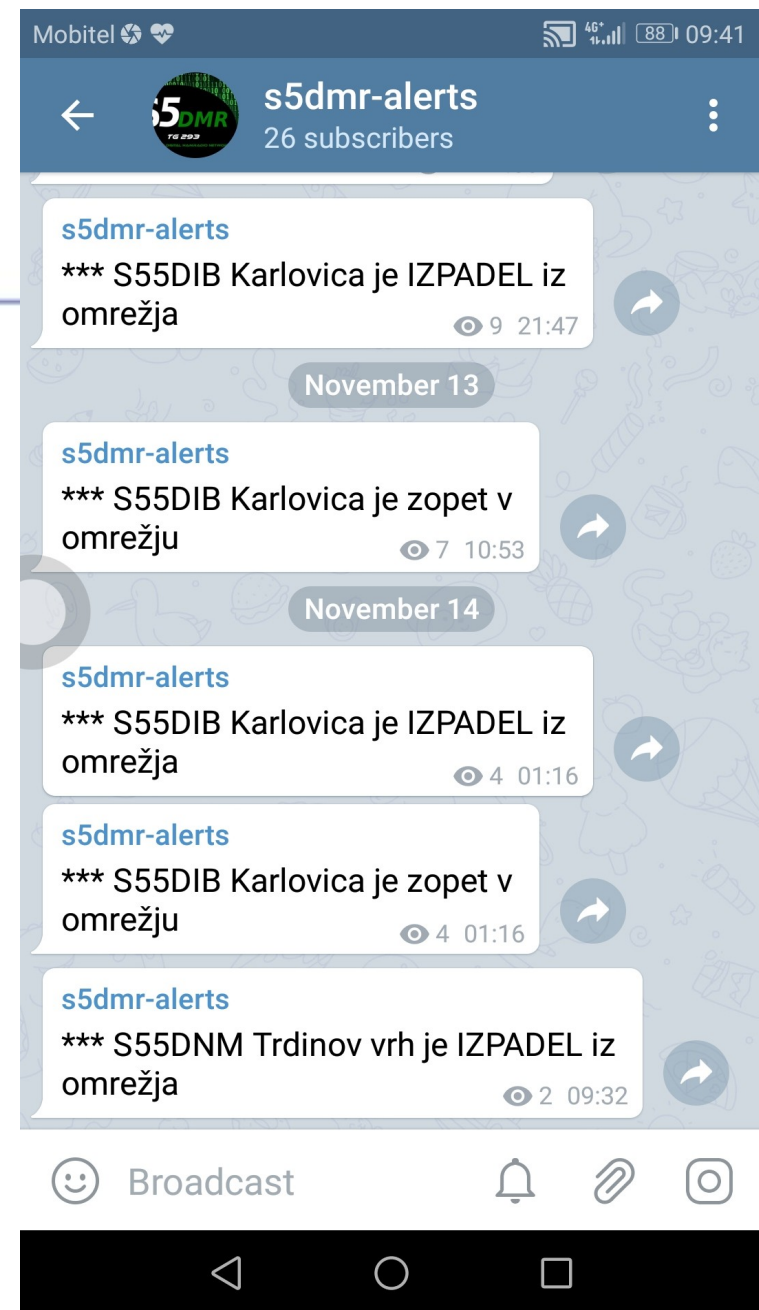 Mobitel 4G+ 88 09:41
s5dmr-alerts
S5DMR
TG 293
26 subscribers
s5dmr-alerts
*** S55DIB Karlovica je IZPADEL iz
omrežja
9 21:47
November 13
s5dmr-alerts
*** S55DIB Karlovica je zopet v
omrežju
7 10:53
November 14
s5dmr-alerts
*** S55DIB Karlovica je IZPADEL iz
omrežja
4 01:16
s5dmr-alerts
*** S55DIB Karlovica je zopet v
omrežju
4 01:16
s5dmr-alerts
*** S55DNM Trdinov vrh je IZPADEL iz
omrežja
2 09:32
Broadcast